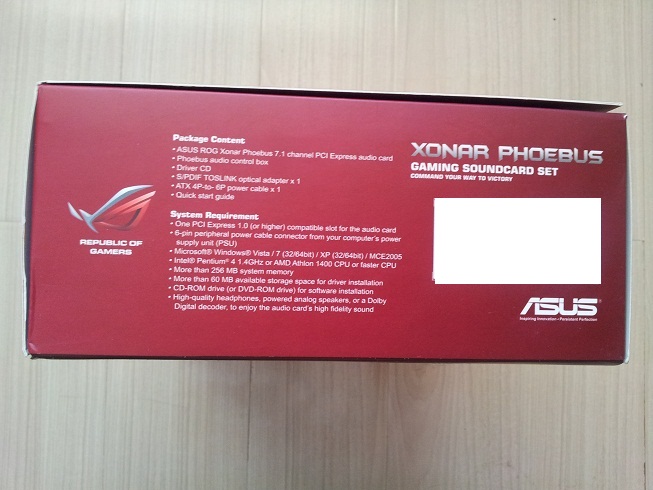 Package Content
• ASUS ROG Xonar Phoebus 7.1 channel PCI Express audio card
• Phoebus audio control box
• Driver CD
• S/PDIF TOSLINK optical adapter x 1
• ATX 4P-to- 6P power cable x 1
• Quick start guide
System Requirement
• One PCI Express 1.0 (or higher) compatible slot for the audio card
• 6-pin peripheral power cable connector from your computer's power
supply unit (PSU)
• Microsoft® Windows® Vista / 7 (32/64bit) / XP (32/64bit) / MCE2005
• Intel® Pentium® 4 1.4GHz or AMD Athlon 1400 CPU or faster CPU
• More than 256 MB system memory
• More than 60 MB available storage space for driver installation
• CD-ROM drive (or DVD-ROM drive) for software installation
• High-quality headphones, powered analog speakers, or a Dolby
Digital decoder, to enjoy the audio card's high fidelity sound
REPUBLIC OF
GAMERS
XONAR PHOEBUS
GAMING SOUNDCARD SET
COMMAND YOUR WAY TO VICTORY
ASUS®
Inspiring Innovation • Persistent Perfection